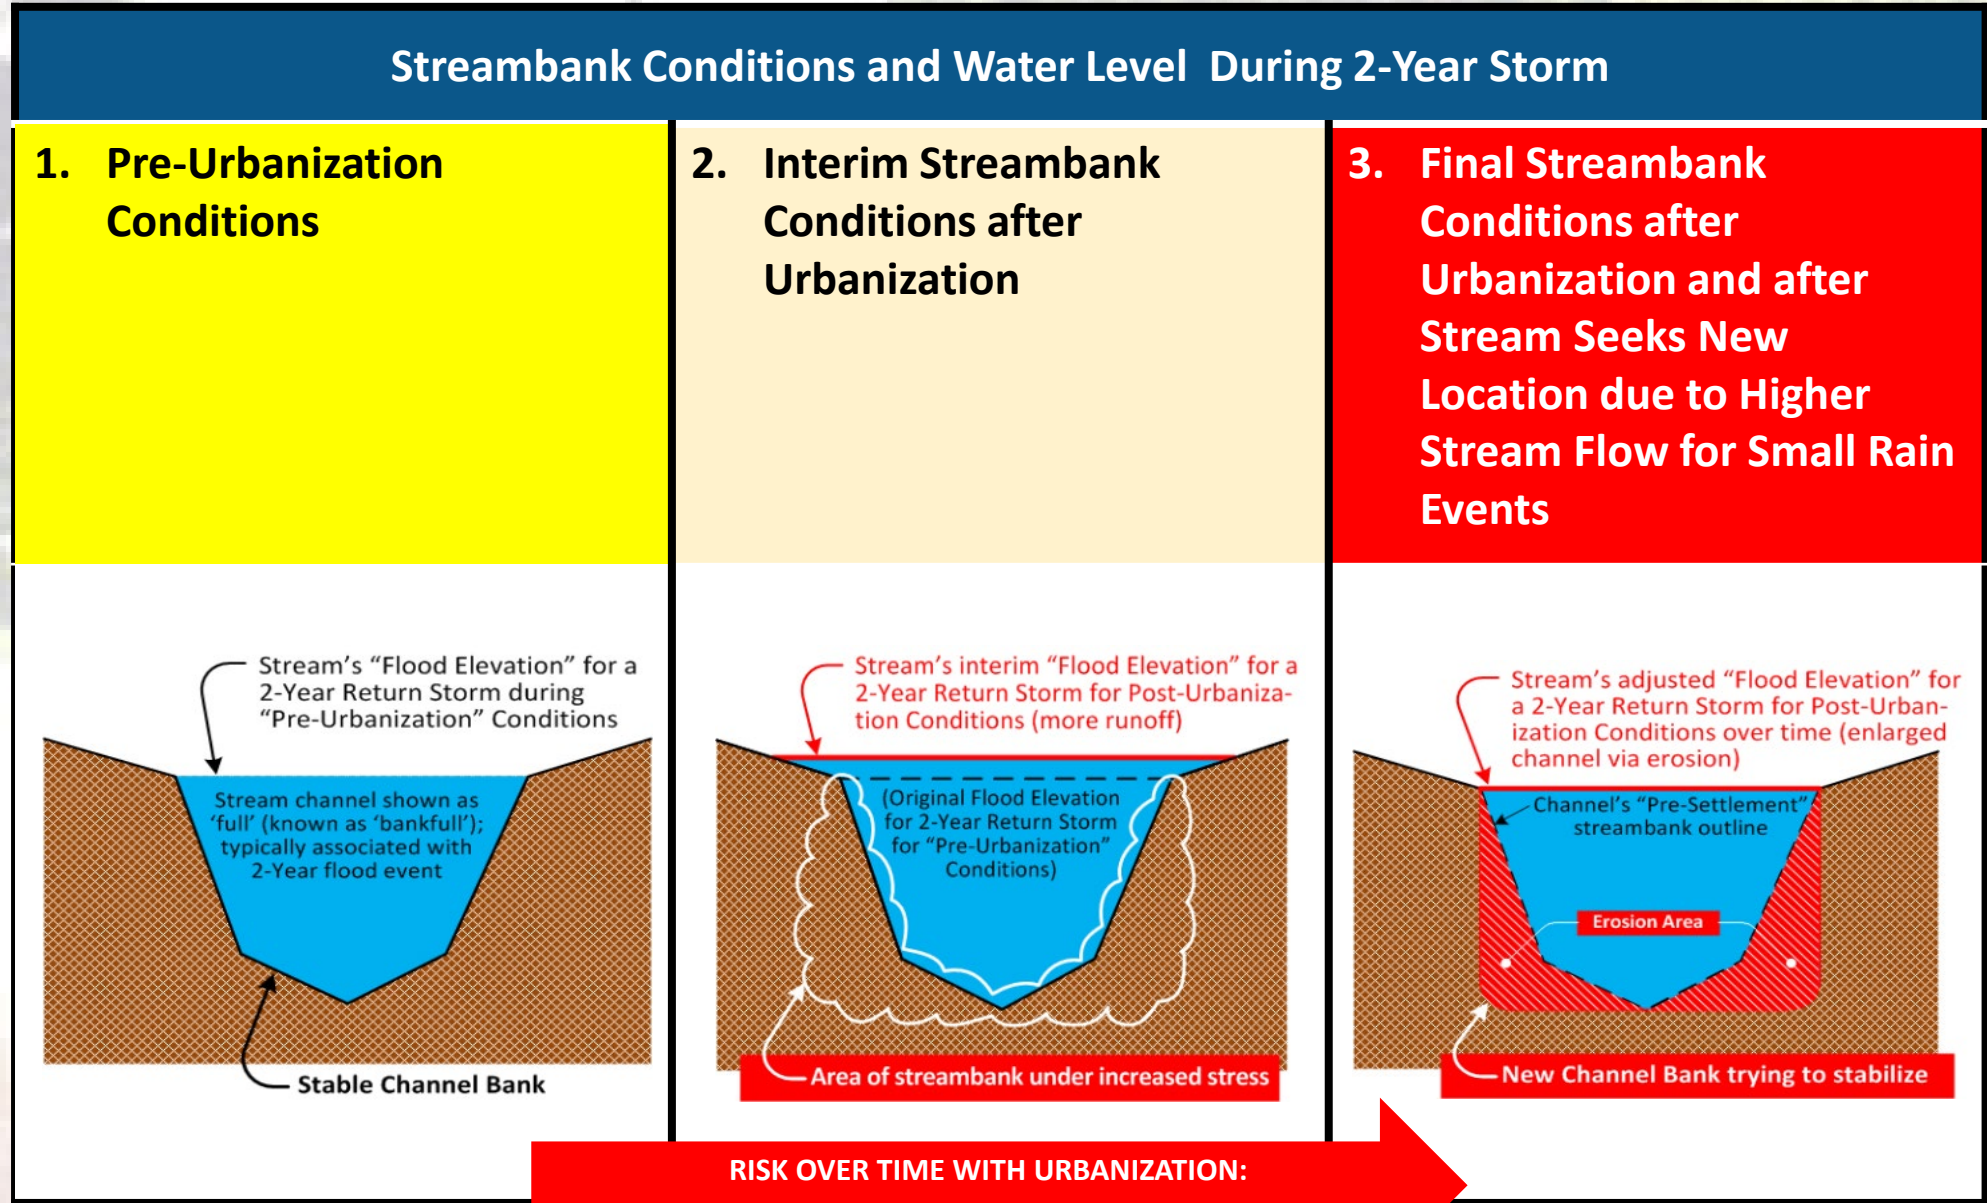 Streambank Conditions and Water Level During 2-Year Storm
1. Pre-Urbanization
Conditions
2. Interim Streambank
Conditions after
Urbanization
3. Final Streambank
Conditions after
Urbanization and after
Stream Seeks New
Location due to Higher
Stream Flow for Small Rain
Events
Stream's “Flood Elevation” for a
2-Year Return Storm during
“Pre-Urbanization” Conditions
Stream channel shown as
‘full’ (known as ‘bankfull’);
typically associated with
2-Year flood event
Stable Channel Bank
Stream's interim “Flood Elevation” for a
2-Year Return Storm for Post-Urbaniza-
tion Conditions (more runoff)
(Original Flood Elevation
for 2-Year Return Storm
for “Pre-Urbanization”
Conditions)
Area of streambank under increased stress
Stream's adjusted “Flood Elevation” for
a 2-Year Return Storm for Post-Urban-
ization Conditions over time (enlarged
channel via erosion)
Channel's “Pre-Settlement”
streambank outline
Erosion Area
New Channel Bank trying to stabilize
RISK OVER TIME WITH URBANIZATION: